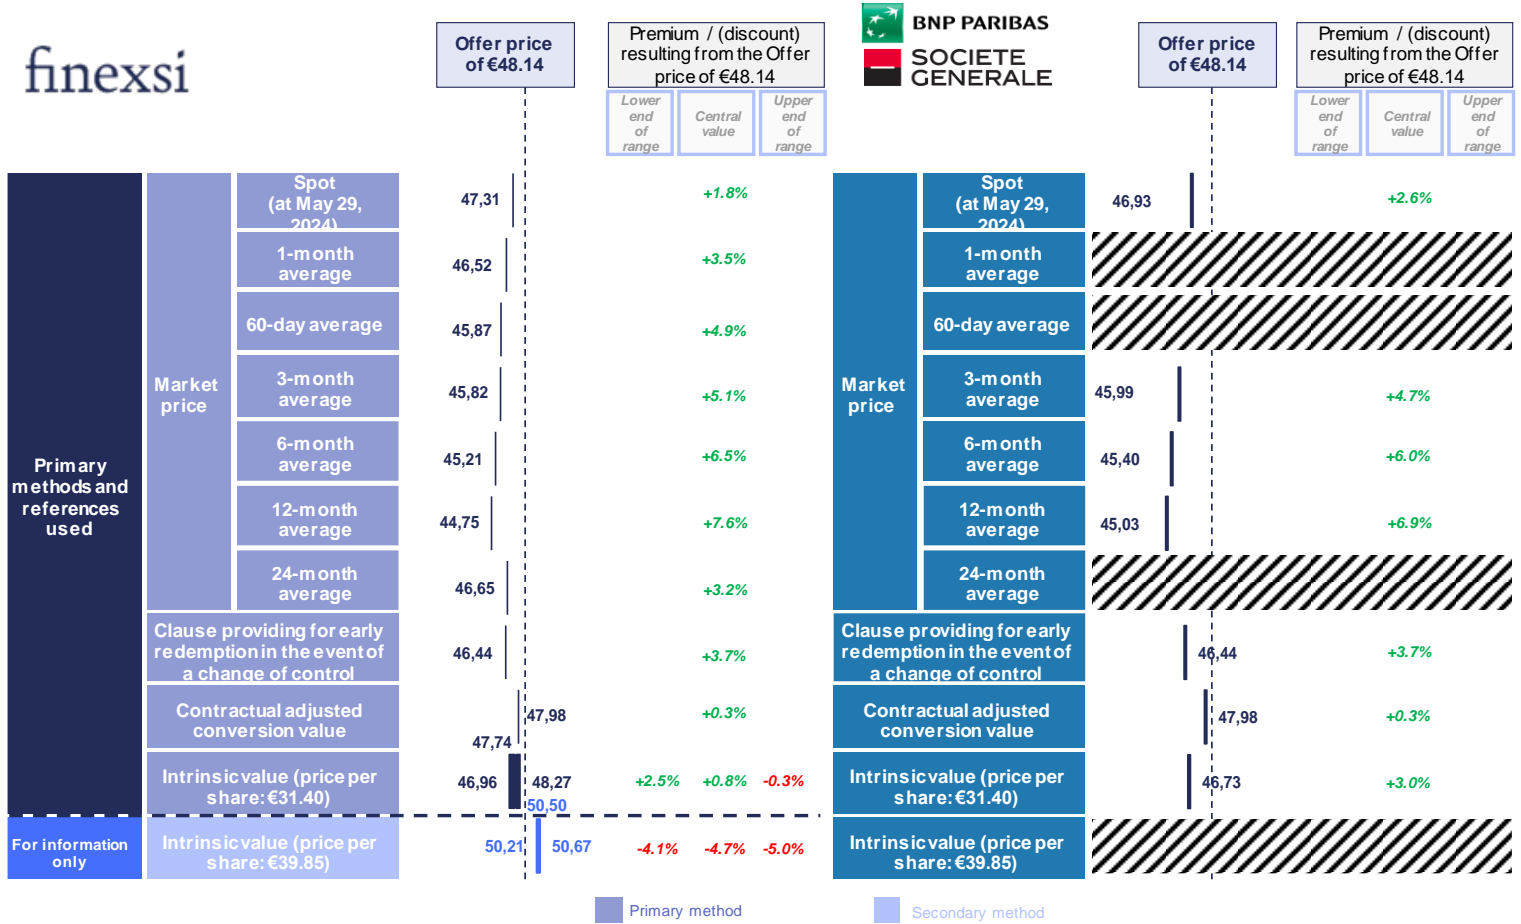 finexsi
Offer price
of €48.14
Premium / (discount)
resulting from the Offer
price of €48.14
Lower
end
of
range
Central
value
Upper
end
of
range
BNP PARIBAS
SOCIETE
GENERALE
Offer price
of €48.14
Premium / (discount)
resulting from the Offer
price of €48.14
Lower
end
of
range
Central
value
Upper
end
of
range
Primary
methods and
references
used
Market
price
Spot
(at May 29,
2024)
47,31
+1.8%
1-month
average
46,52
+3.5%
60-day average
45,87
+4.9%
3-month
average
45,82
+5.1%
6-month
average
45,21
+6.5%
12-month
average
44,75
+7.6%
24-month
average
46,65
+3.2%
Clause providing for early
redemption in the event of
a change of control
46,44
+3.7%
Contractual adjusted
conversion value
47,98
+0.3%
Intrinsic value (price per
share: €31.40)
47,74
46,96
48,27
+2.5%
+0.8%
-0.3%
For information
only
Intrinsic value (price per
share: €39.85)
50,50
50,21
50,67
-4.1%
-4.7%
-5.0%
Market
price
Spot
(at May 29,
2024)
46,93
+2.6%
1-month
average
60-day average
3-month
average
45,99
+4.7%
6-month
average
45,40
+6.0%
12-month
average
45,03
+6.9%
24-month
average
Clause providing for early
redemption in the event of
a change of control
46,44
+3.7%
Contractual adjusted
conversion value
47,98
+0.3%
Intrinsic value (price per
share: €31.40)
46,73
+3.0%
Intrinsic value (price per
share: €39.85)
Primary method
Secondary method